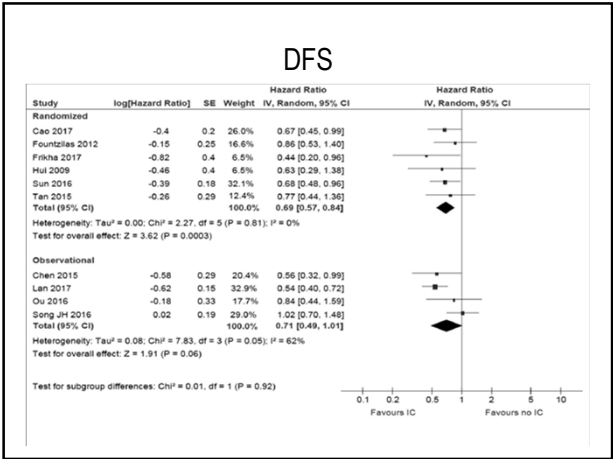 DFS
Hazard Ratio Hazard Ratio
Study log[Hazard Ratio] SE Weight IV, Random, 95% CI IV, Random, 95% CI
Randomized
Cao 2017 -0.4 0.2 26.0% 0.67 [0.45, 0.99]
Fountzilas 2012 -0.15 0.25 16.6% 0.86 [0.53, 1.40]
Frikha 2017 -0.82 0.4 6.5% 0.44 [0.20, 0.96]
Hui 2009 -0.46 0.4 6.5% 0.63 [0.29, 1.38]
Sun 2016 -0.39 0.18 32.1% 0.68 [0.48, 0.96]
Tan 2015 -0.26 0.29 12.4% 0.77 [0.44, 1.36]
Total (95% CI) 100.0% 0.69 [0.57, 0.84]
Heterogeneity: Tau² = 0.00; Chi² = 2.27, df = 5 (P = 0.81); I² = 0%
Test for overall effect: Z = 3.62 (P = 0.0003)
Observational
Chen 2015 -0.58 0.29 20.4% 0.56 [0.32, 0.99]
Lan 2017 -0.62 0.15 32.9% 0.54 [0.40, 0.72]
Ou 2016 -0.18 0.33 17.7% 0.84 [0.44, 1.59]
Song JH 2016 0.02 0.19 29.0% 1.02 [0.70, 1.48]
Total (95% CI) 100.0% 0.71 [0.49, 1.01]
Heterogeneity: Tau² = 0.08; Chi² = 7.83, df = 3 (P = 0.05); I² = 62%
Test for overall effect: Z = 1.91 (P = 0.06)
Test for subgroup differences: Chi² = 0.01, df = 1 (P = 0.92)
0.1 0.2 0.5 1 2 5 10
Favours IC Favours no IC